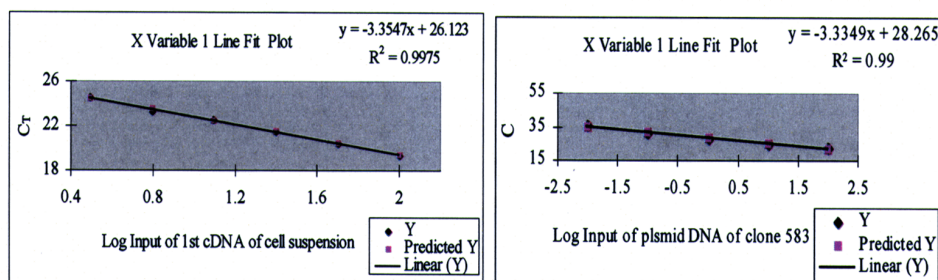 X Variable 1 Line Fit Plot
y = -3.3547x + 26.123
R² = 0.9975
26
22
18
C_T
0.4
0.8
1.2
1.6
2
Log Input of 1st cDNA of cell suspension
Y
Predicted Y
Linear (Y)
X Variable 1 Line Fit Plot
y = -3.3349x + 28.265
R² = 0.99
55
35
15
C
-2.5
-1.5
-0.5
0.5
1.5
2.5
Log Input of plsmid DNA of clone 583
Y
Predicted Y
Linear (Y)